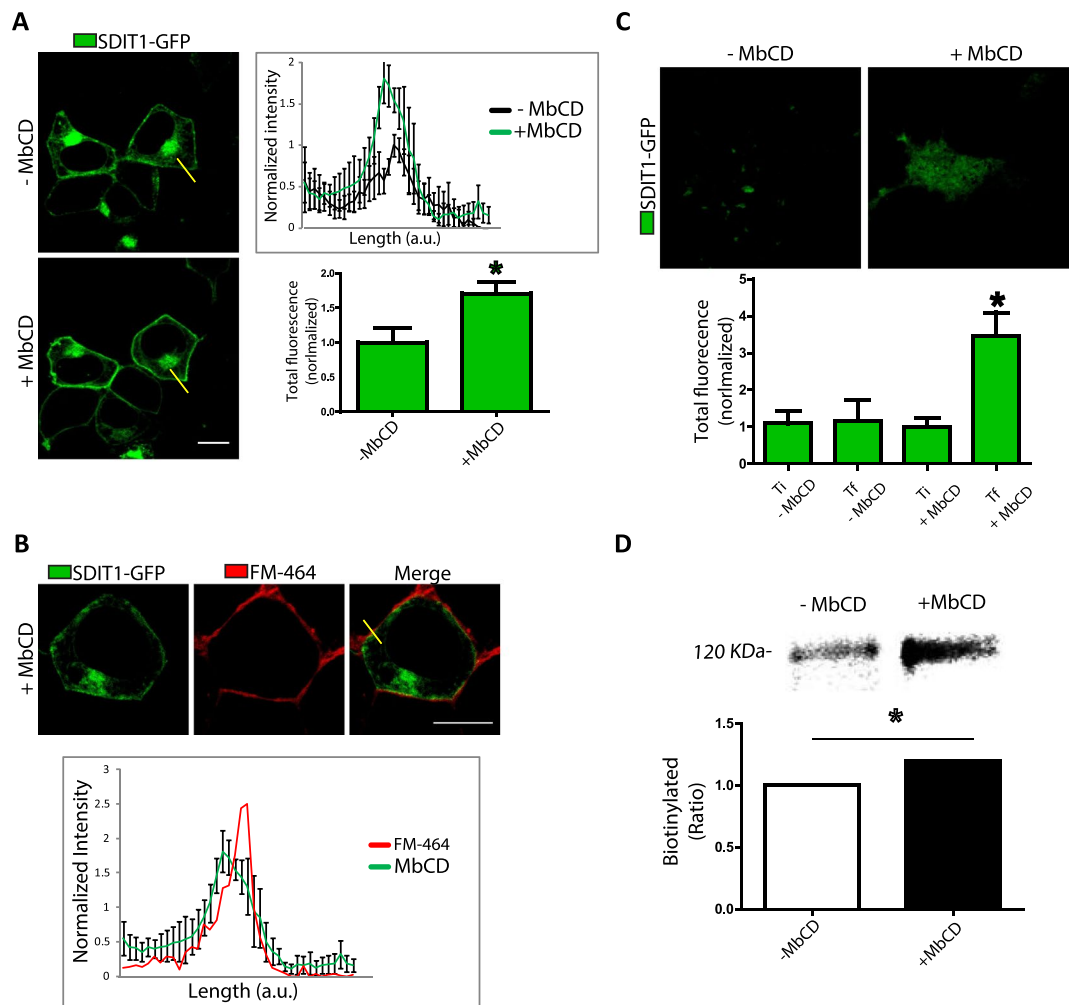 A
SDIT1-GFP
- MbCD
+ MbCD
Normalized intensity
2
1.5
1
0.5
0
- MbCD
+MbCD
Length (a.u.)
Total fluorescence
(norlmalized)
2.0
1.5
1.0
0.5
0.0
*
-MbCD
+MbCD
C
- MbCD
+ MbCD
SDIT1-GFP
Total fluorecence
(norlmalized)
5
4
3
2
1
0
*
Ti
- MbCD
Tf
- MbCD
Ti
+ MbCD
Tf
+ MbCD
B
SDIT1-GFP
FM-464
Merge
+ MbCD
Normalized Intensity
3
2.5
2
1.5
1
0.5
0
FM-464
MbCD
Length (a.u.)
D
- MbCD
+MbCD
120 KDa-
Biotinylated
(Ratio)
1.5
1.0
0.5
0.0
*
-MbCD
+MbCD